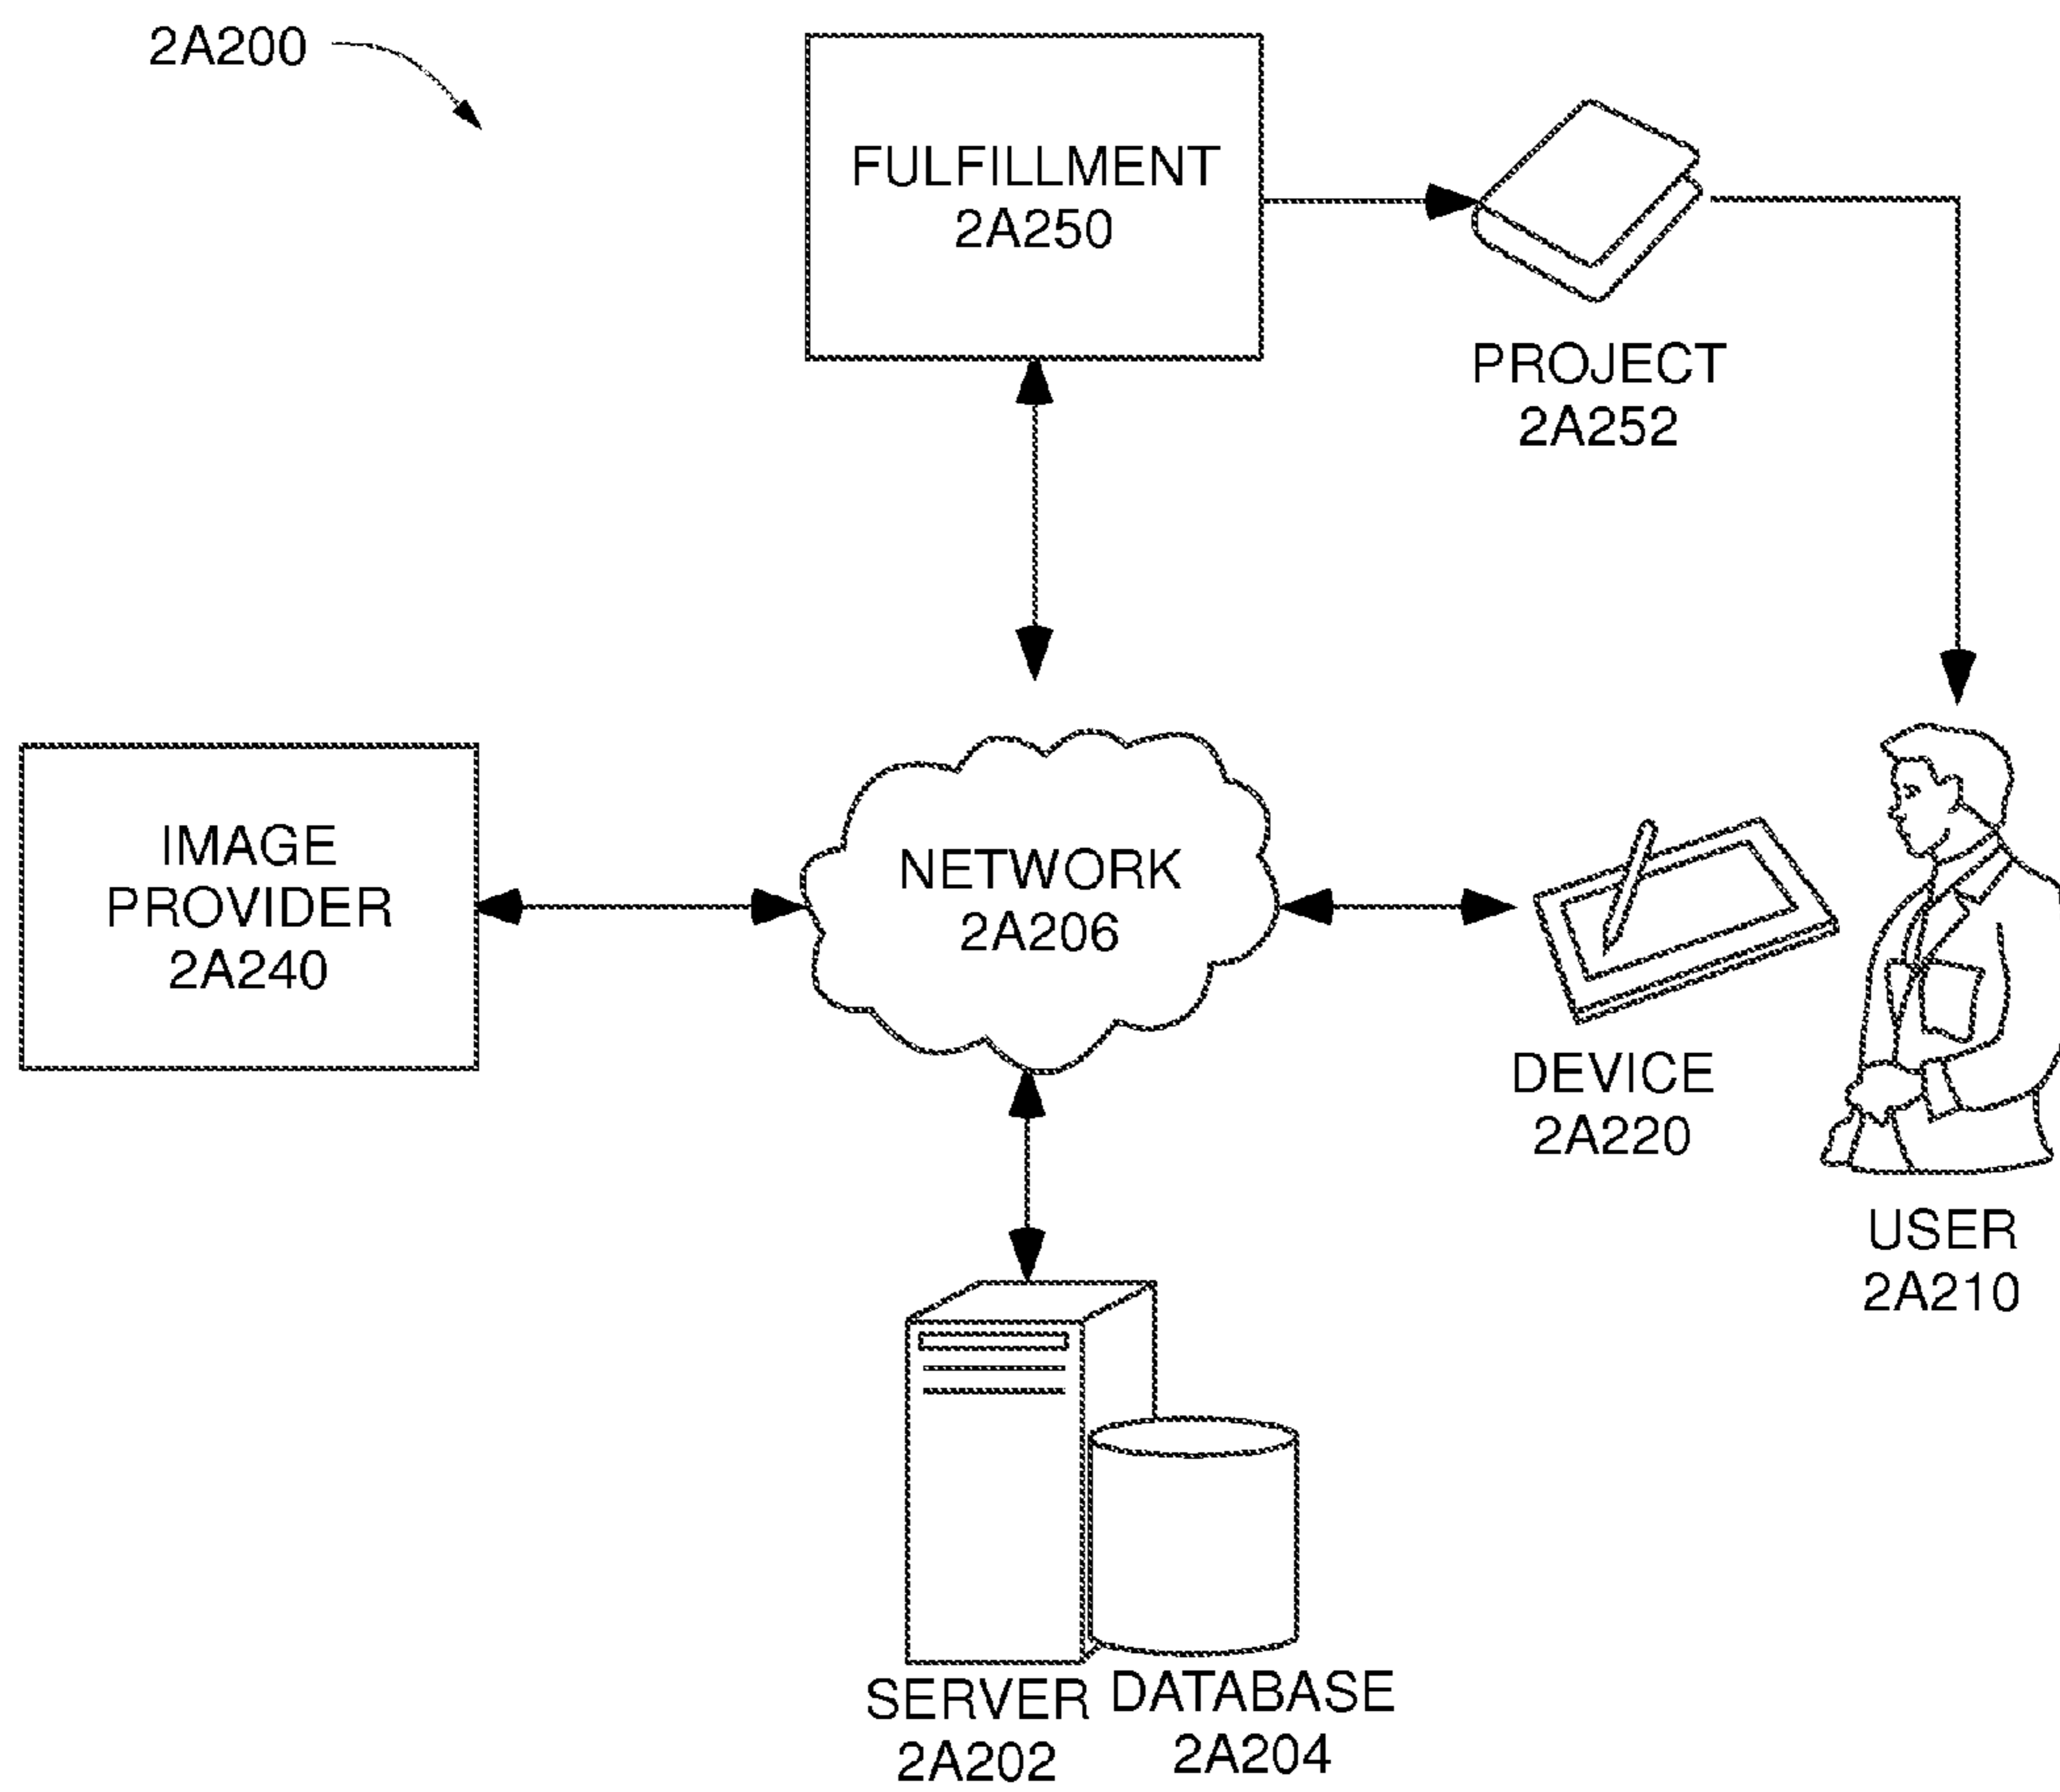 2A200
FULFILLMENT
2A250
PROJECT
2A252
IMAGE
PROVIDER
2A240
NETWORK
2A206
DEVICE
2A220
USER
2A210
SERVER
2A202
DATABASE
2A204